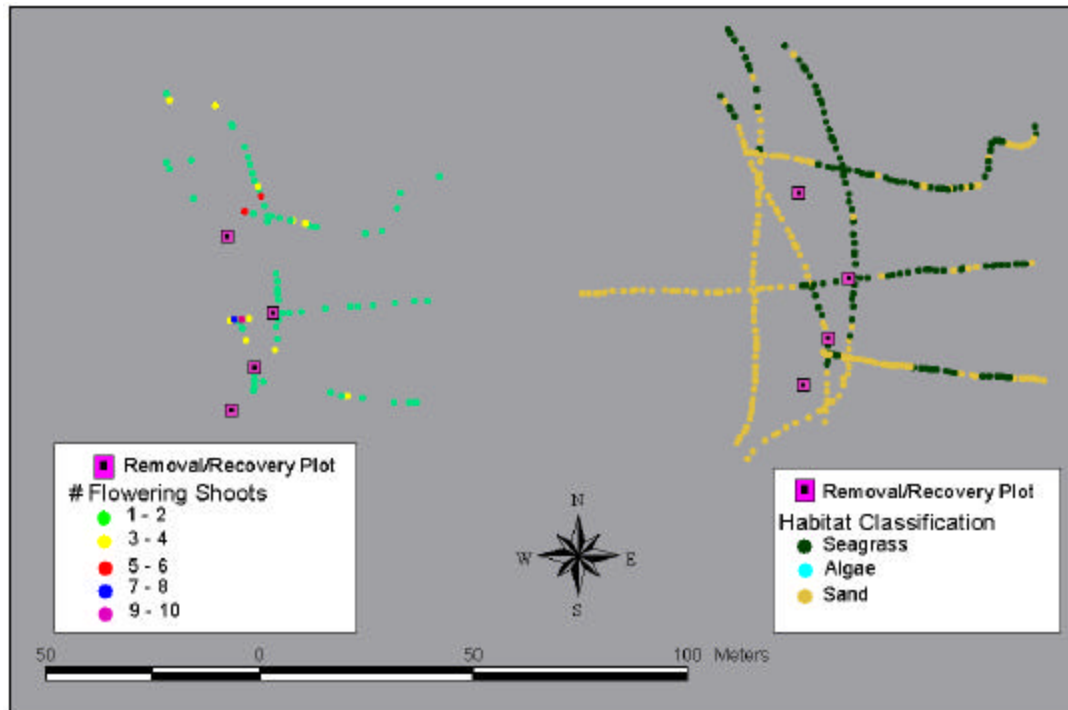 Removal/Recovery Plot
# Flowering Shoots
1 - 2
3 - 4
5 - 6
7 - 8
9 - 10
N
W E
S
Removal/Recovery Plot
Habitat Classification
Seagrass
Algae
Sand
50 0 50 100 Meters